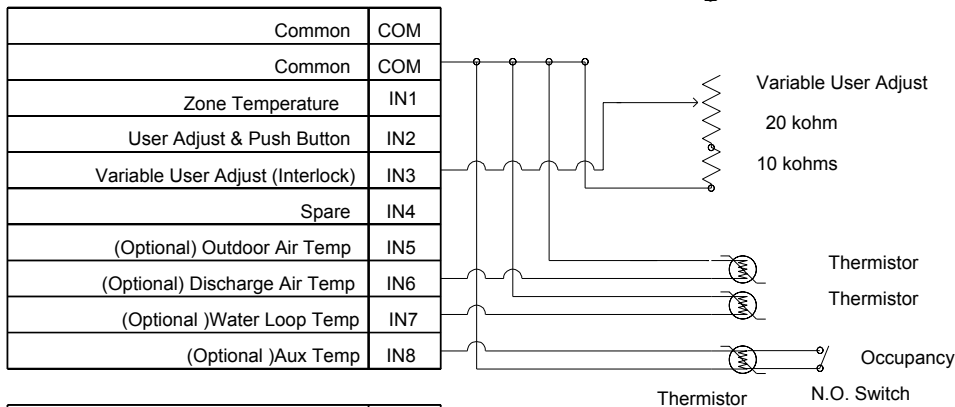 Common COM
Common COM
Zone Temperature IN1
User Adjust & Push Button IN2
Variable User Adjust (Interlock) IN3
Spare IN4
(Optional) Outdoor Air Temp IN5
(Optional) Discharge Air Temp IN6
(Optional )Water Loop Temp IN7
(Optional )Aux Temp IN8
Variable User Adjust
20 kohm
10 kohms
Thermistor
Thermistor
Occupancy
Thermistor N.O. Switch